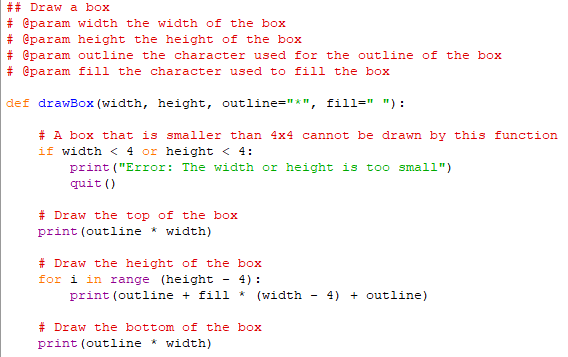 ## Draw a box
# @param width the width of the box
# @param height the height of the box
# @param outline the character used for the outline of the box
# @param fill the character used to fill the box
def drawBox(width, height, outline="*", fill=" "):
# A box that is smaller than 4x4 cannot be drawn by this function
if width < 4 or height < 4:
print("Error: The width or height is too small")
quit()
# Draw the top of the box
print(outline * width)
# Draw the height of the box
for i in range (height - 4):
print(outline + fill * (width - 4) + outline)
# Draw the bottom of the box
print(outline * width)